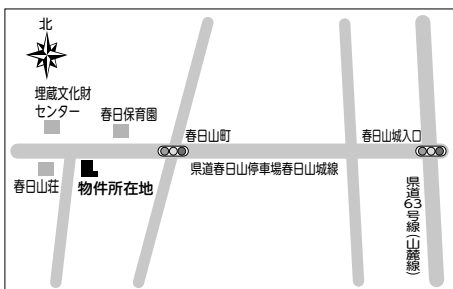 北
埋蔵文化財
センター
春日保育園
春日山町
春日山城入口
春日山荘
物件所在地
県道春日山停車場春日山城線
県道63号線(山麓線)